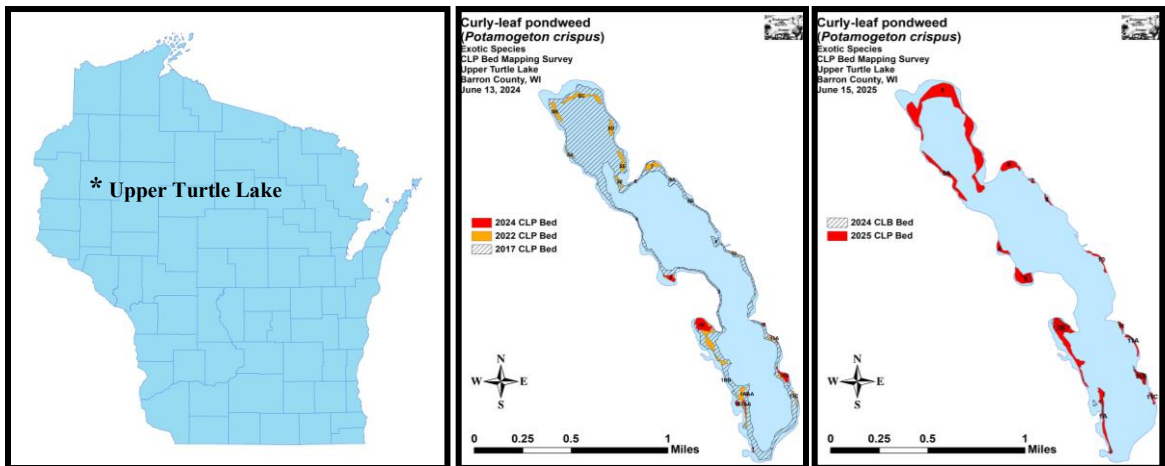 * Upper Turtle Lake
Curly-leaf pondweed
(Potamogeton crispus)
Exotic Species
CLP Bed Mapping Survey
Upper Turtle Lake
Barron County, WI
June 13, 2024
2024 CLP Bed
2022 CLP Bed
2017 CLP Bed
N
W E
S
0 0.25 0.5 1
Miles
Curly-leaf pondweed
(Potamogeton crispus)
Exotic Species
CLP Bed Mapping Survey
Upper Turtle Lake
Barron County, WI
June 15, 2025
2024 CLB Bed
2025 CLP Bed
N
W E
S
0 0.25 0.5 1
Miles